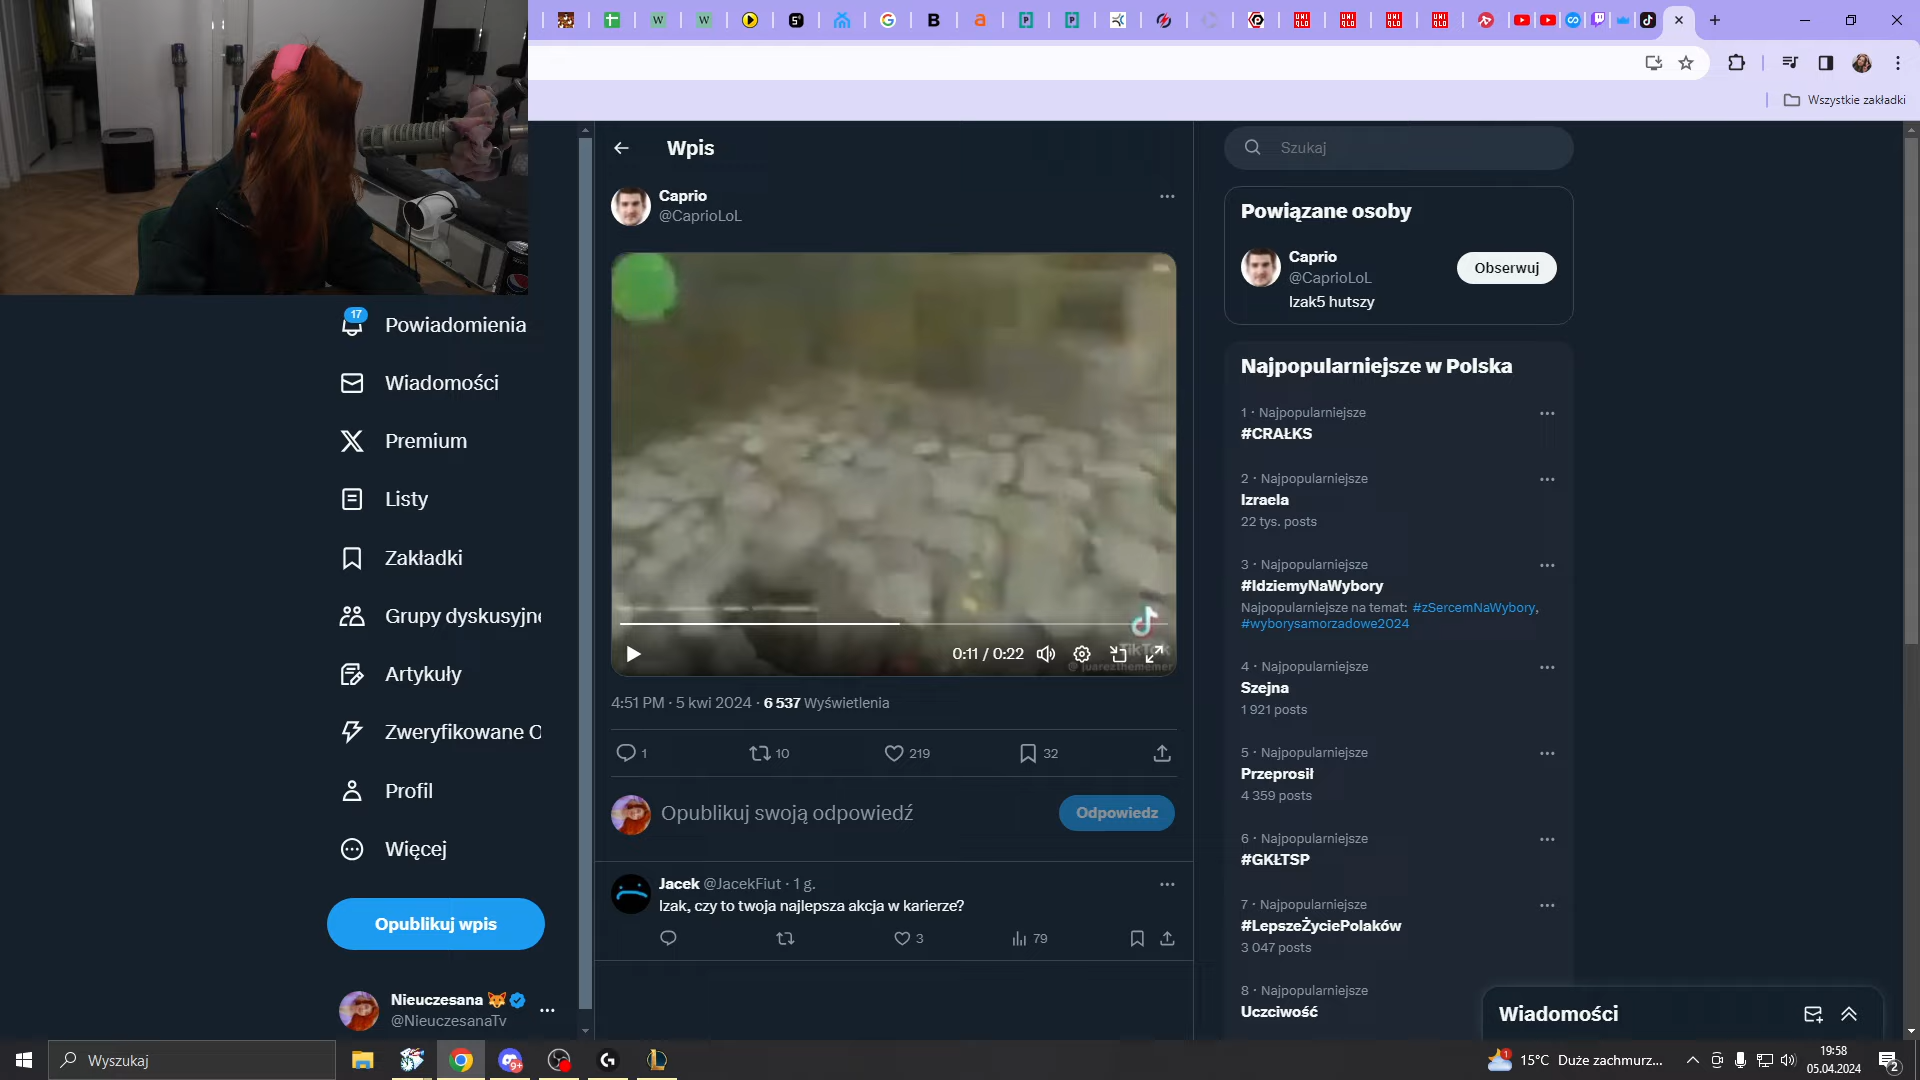 Wszystkie zakładki
Wpis
Szukaj
Caprio
@CaprioLoL
Powiązane osoby
Caprio
@CaprioLoL
Izak5 hutszy
Obserwuj
17
Powiadomienia
Wiadomości
Premium
Listy
Zakładki
Grupy dyskusyjne
Artykuły
Zweryfikowane O
Profil
Więcej
Opublikuj wpis
Nieuczesana
@NieuczesanaTv
0:11 / 0:22
TikTok
@juarezthememer
4:51 PM · 5 kwi 2024 · 6 537 Wyświetlenia
1
10
219
32
Opublikuj swoją odpowiedź
Odpowiedz
Jacek @JacekFiut · 1 g.
Izak, czy to twoja najlepsza akcja w karierze?
3
79
Najpopularniejsze w Polska
1 · Najpopularniejsze
#CRAŁKS
2 · Najpopularniejsze
Izraela
22 tys. posts
3 · Najpopularniejsze
#IdziemyNaWybory
Najpopularniejsze na temat: #zSercemNaWybory,
#wyborysamorzadowe2024
4 · Najpopularniejsze
Szejna
1 921 posts
5 · Najpopularniejsze
Przeprosił
4 359 posts
6 · Najpopularniejsze
#GKŁTSP
7 · Najpopularniejsze
#LepszeŻyciePolaków
3 047 posts
8 · Najpopularniejsze
Uczciwość
Wiadomości
Wyszukaj
9+
1
15°C Duże zachmurz...
19:58
05.04.2024
2